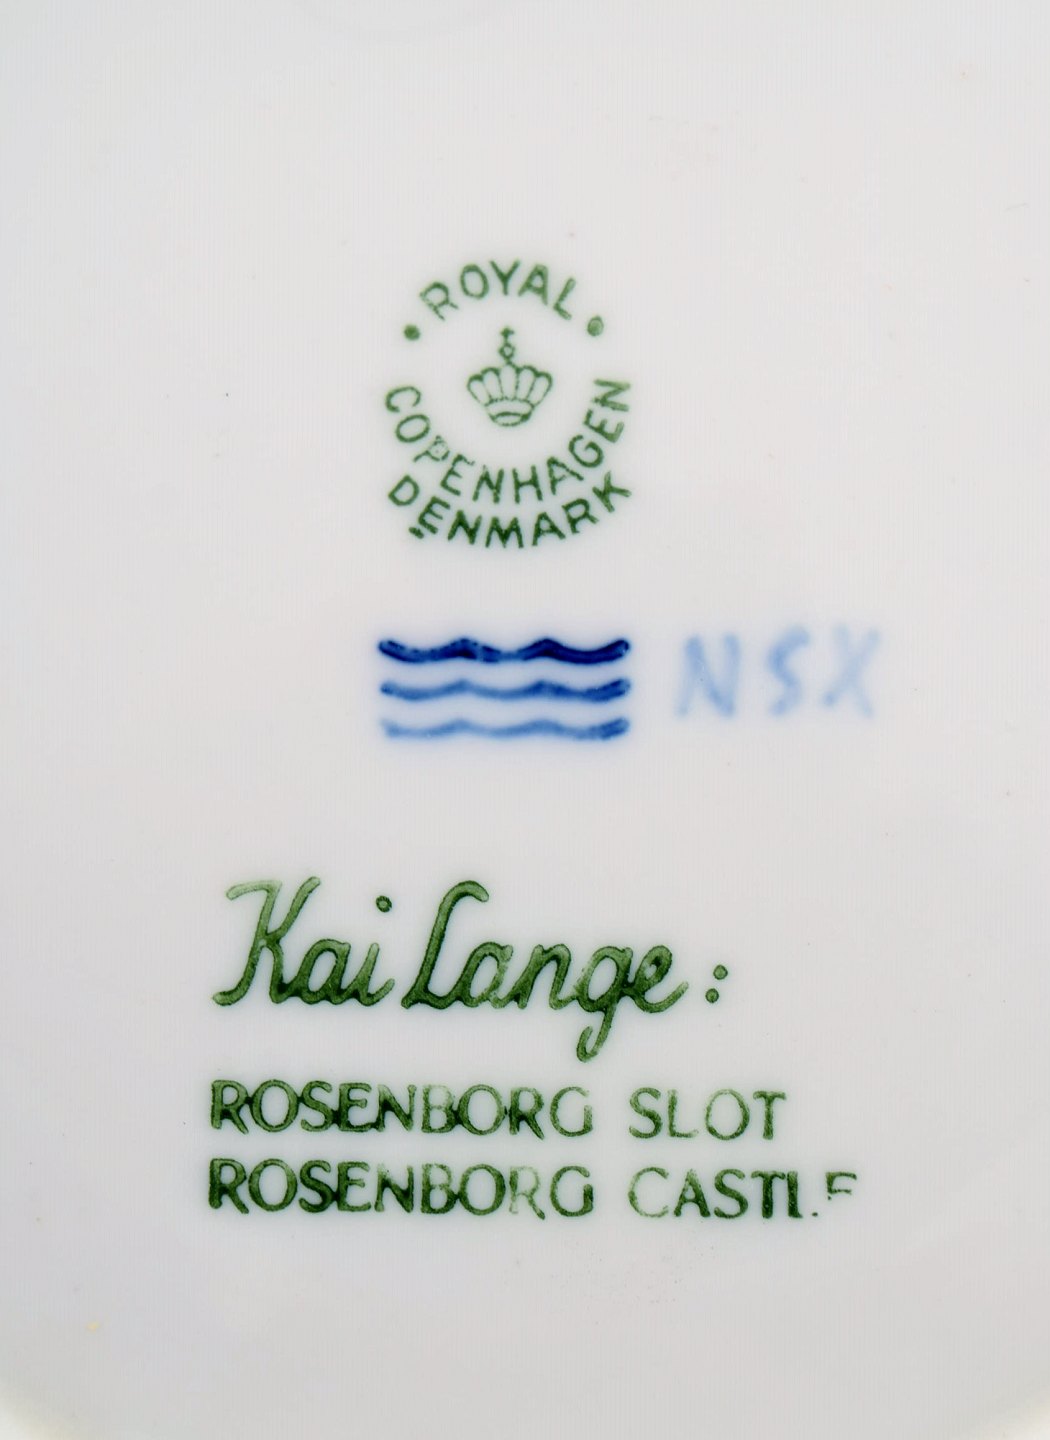 • ROYAL •
COPENHAGEN
DENMARK
NSX
Kai Lange:
ROSENBORG SLOT
ROSENBORG CASTLE